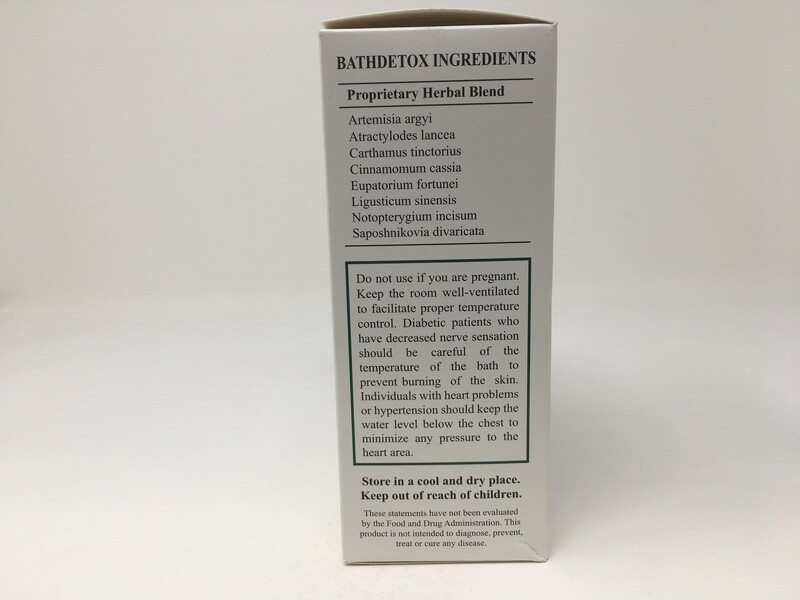 BATHDETOX INGREDIENTS
Proprietary Herbal Blend
Artemisia argyi
Atractylodes lancea
Carthamus tinctorius
Cinnamomum cassia
Eupatorium fortunei
Ligusticum sinensis
Notopterygium incisum
Saposhnikovia divaricata
Do not use if you are pregnant.
Keep the room well-ventilated
to facilitate proper temperature
control. Diabetic patients who
have decreased nerve sensation
should be careful of the
temperature of the bath to
prevent burning of the skin.
Individuals with heart problems
or hypertension should keep the
water level below the chest to
minimize any pressure to the
heart area.
Store in a cool and dry place.
Keep out of reach of children.
These statements have not been evaluated
by the Food and Drug Administration. This
product is not intended to diagnose, prevent,
treat or cure any disease.